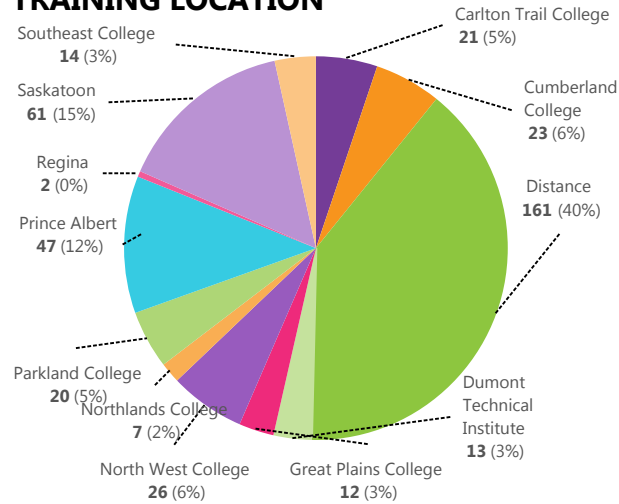 TRAINING LOCATION
Carlton Trail College
21 (5%)
Cumberland
College
23 (6%)
Distance
161 (40%)
Dumont
Technical
Institute
13 (3%)
Great Plains College
12 (3%)
North West College
26 (6%)
Northlands College
7 (2%)
Parkland College
20 (5%)
Prince Albert
47 (12%)
Regina
2 (0%)
Saskatoon
61 (15%)
Southeast College
14 (3%)